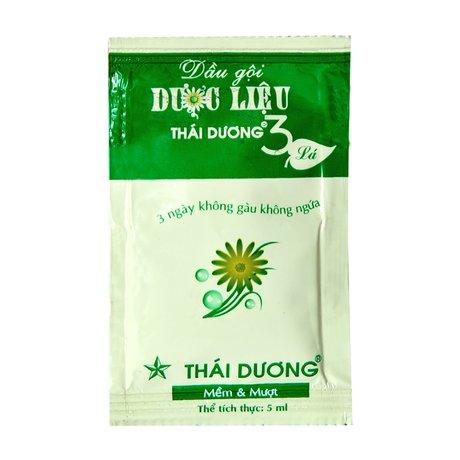 Dầu gội
DƯỢC LIỆU
THÁI DƯƠNG® 3
Lá
3 ngày không gàu không ngứa
THÁI DƯƠNG®
Mềm & Mượt
Thể tích thực: 5 ml